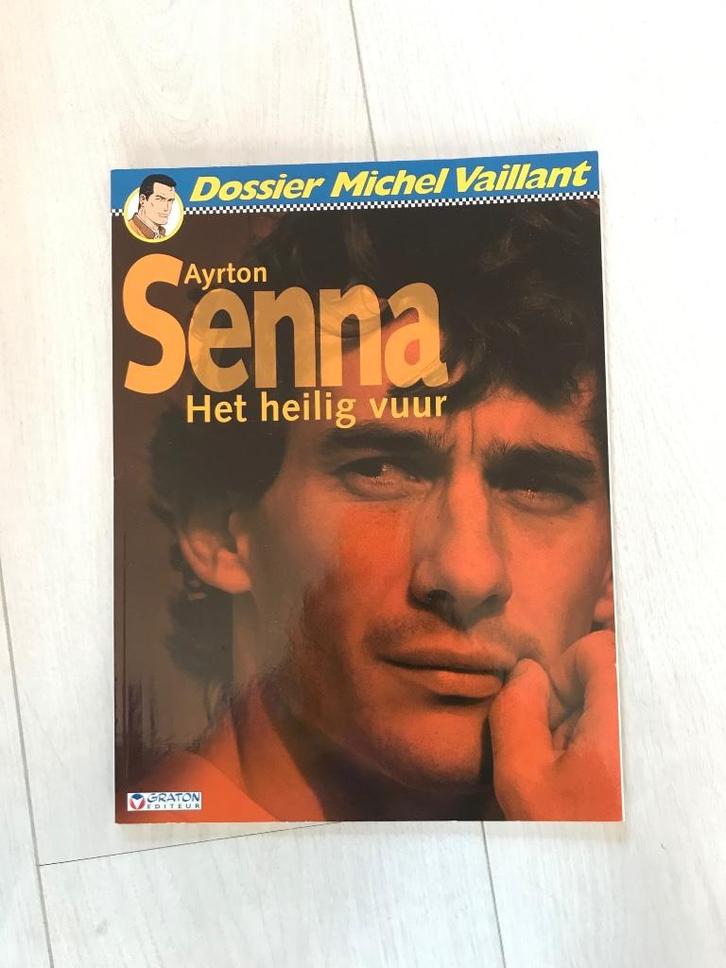 Dossier Michel Vaillant
Ayrton
Senna
Het heilig vuur
GRATON
EDITEUR